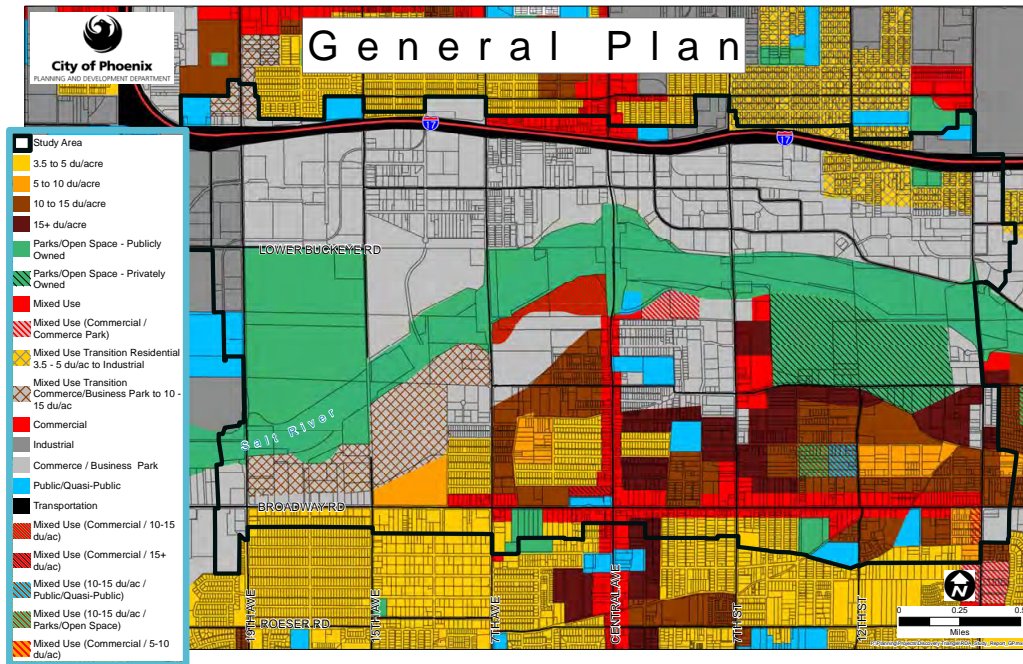 General Plan
City of Phoenix
PLANNING AND DEVELOPMENT DEPARTMENT
Study Area
3.5 to 5 du/acre
5 to 10 du/acre
10 to 15 du/acre
15+ du/acre
Parks/Open Space - Publicly
Owned
Parks/Open Space - Privately
Owned
Mixed Use
Mixed Use (Commercial /
Commerce Park)
Mixed Use Transition Residential
3.5 - 5 du/ac to Industrial
Mixed Use Transition
Commerce/Business Park to 10 -
15 du/ac
Commercial
Industrial
Commerce / Business Park
Public/Quasi-Public
Transportation
Mixed Use (Commercial / 10-15
du/ac)
Mixed Use (Commercial / 15+
du/ac)
Mixed Use (10-15 du/ac /
Public/Quasi-Public)
Mixed Use (10-15 du/ac /
Parks/Open Space)
Mixed Use (Commercial / 5-10
du/ac)
17
17
LOWER BUCKEYE RD
Salt River
BROADWAY RD
ROESER RD
19TH AVE
15TH AVE
7TH AVE
CENTRAL AVE
7TH ST
12TH ST
N
0 0.25 0.5
Miles